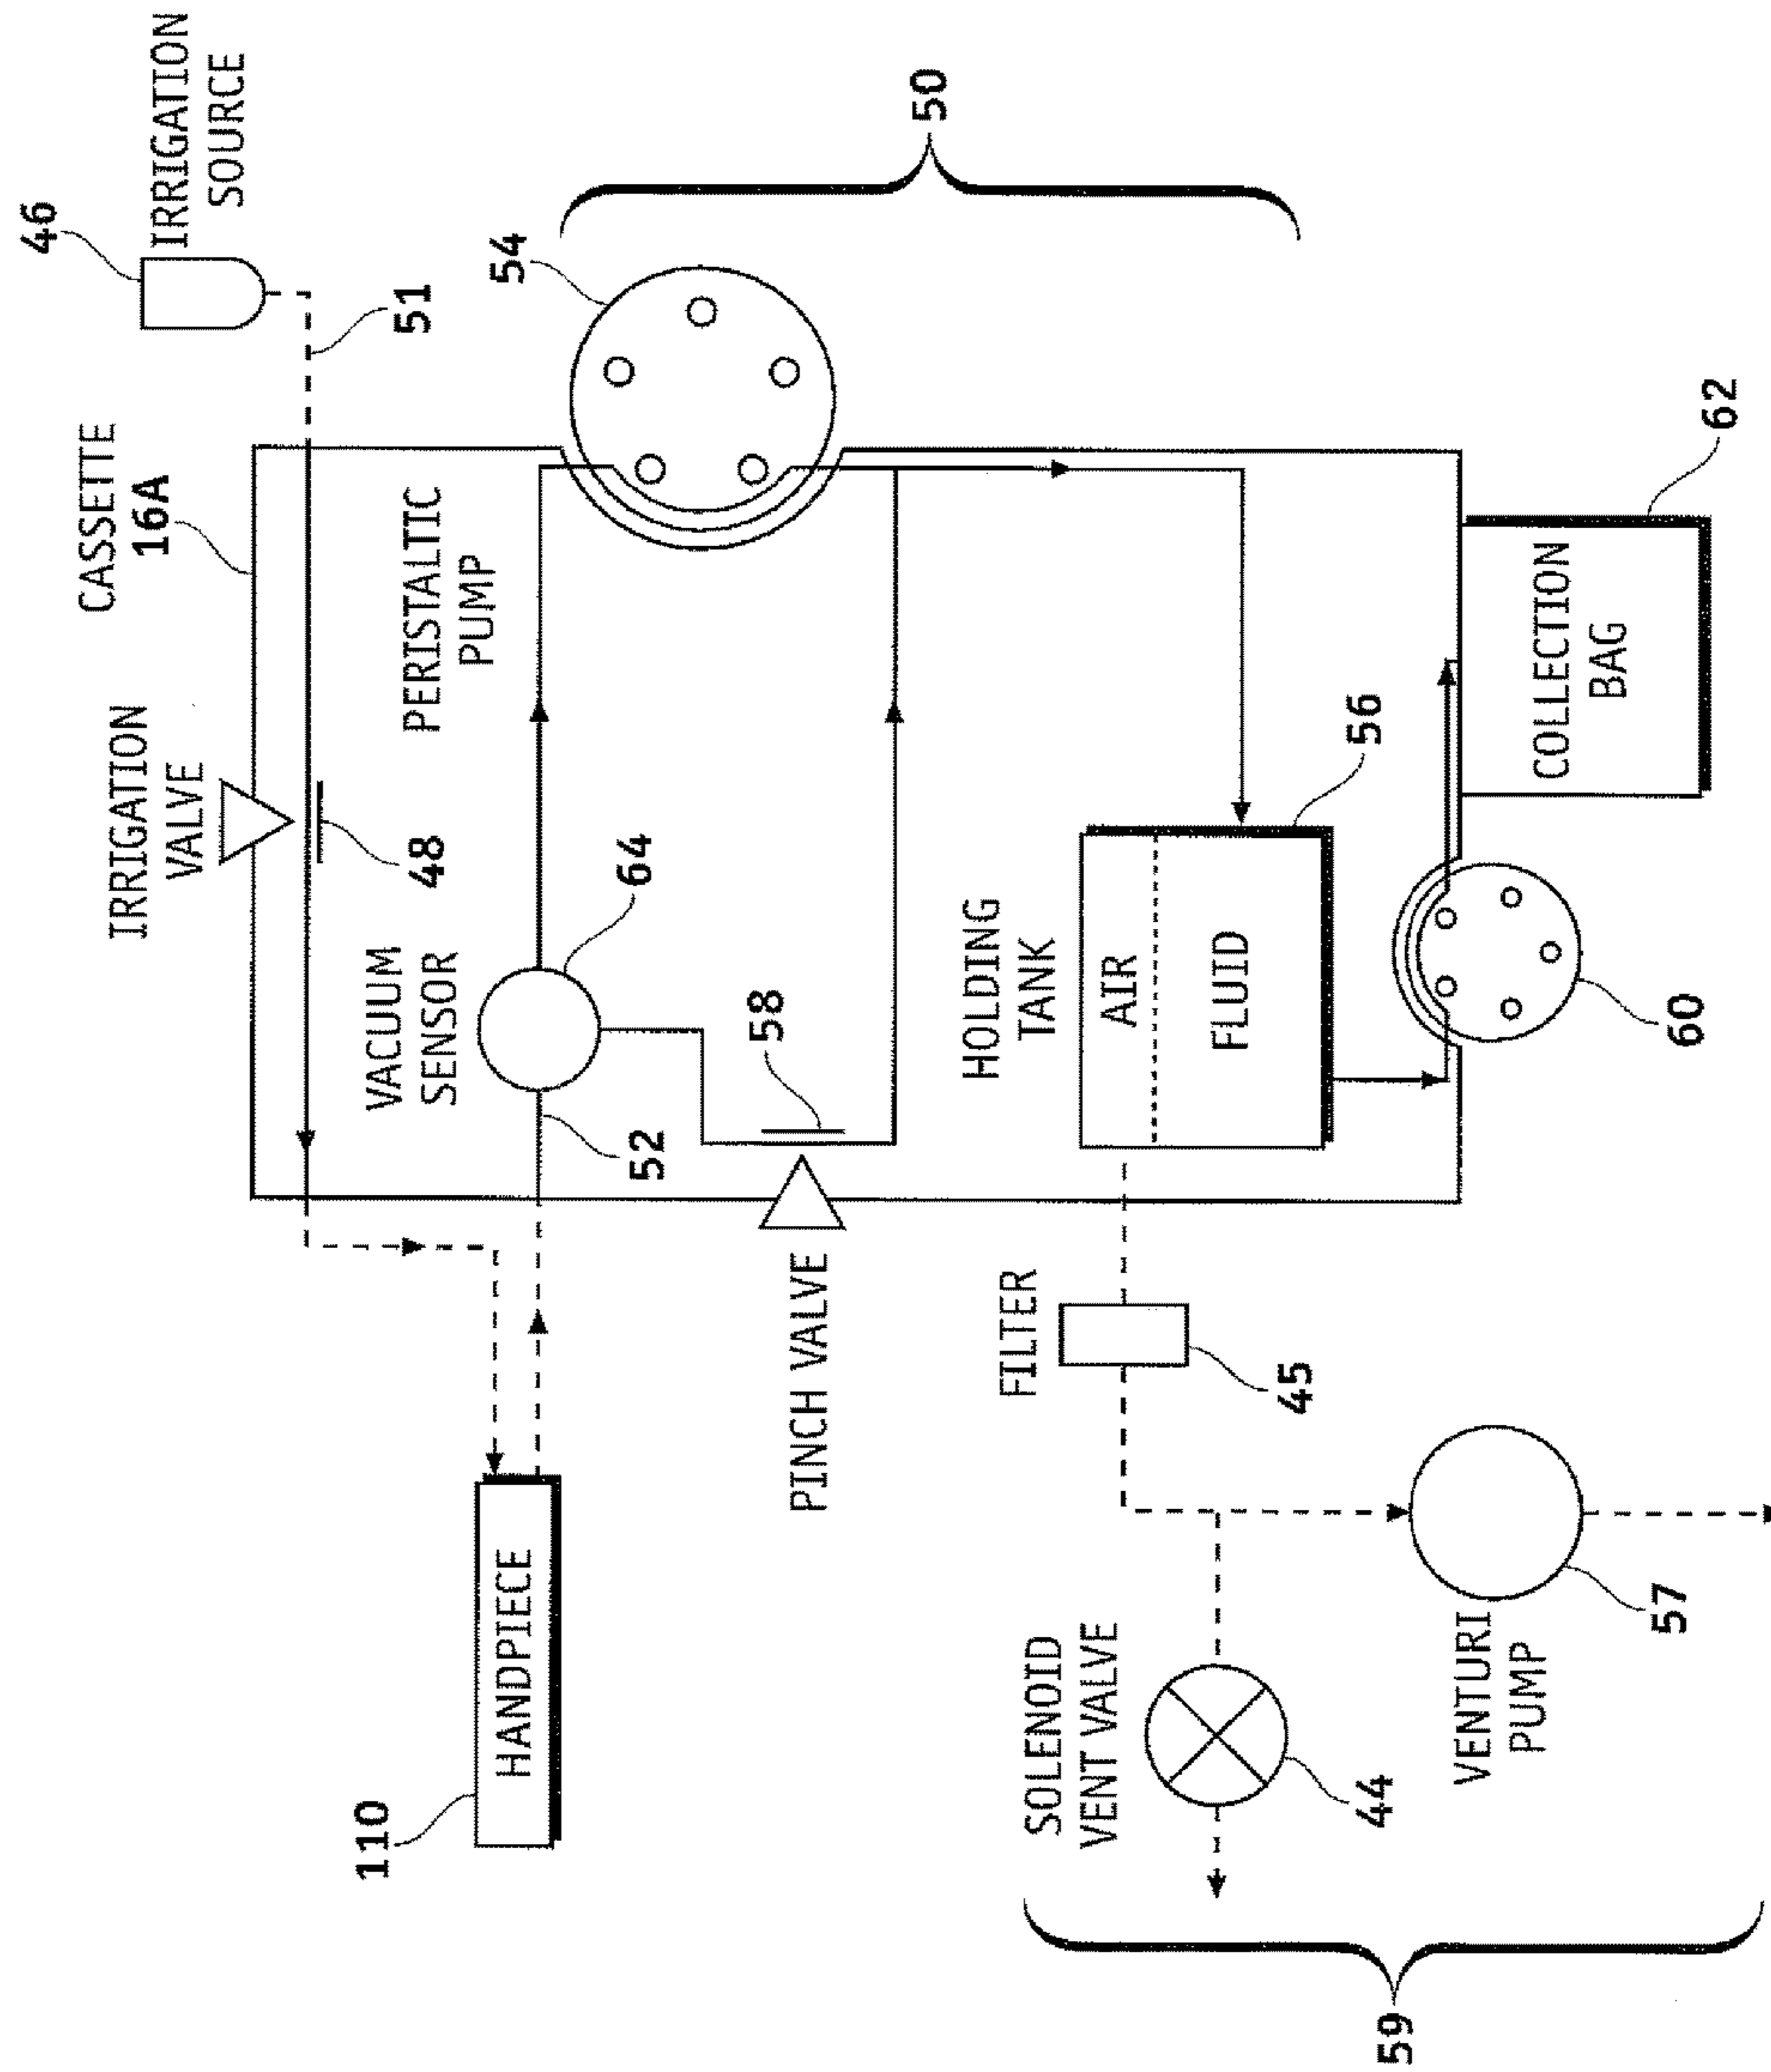 46
IRRIGATION
SOURCE
CASSETTE
16A
IRRIGATION
VALVE
110
VACUUM
SENSOR
48
PERISTALTIC
PUMP
51
HANDPIECE
54
52
64
58
PINCH VALVE
50
SOLENOID
VENT VALVE
FILTER
HOLDING
TANK
AIR
FLUID
45
56
59
44
VENTURI
PUMP
COLLECTION
BAG
57
60
62